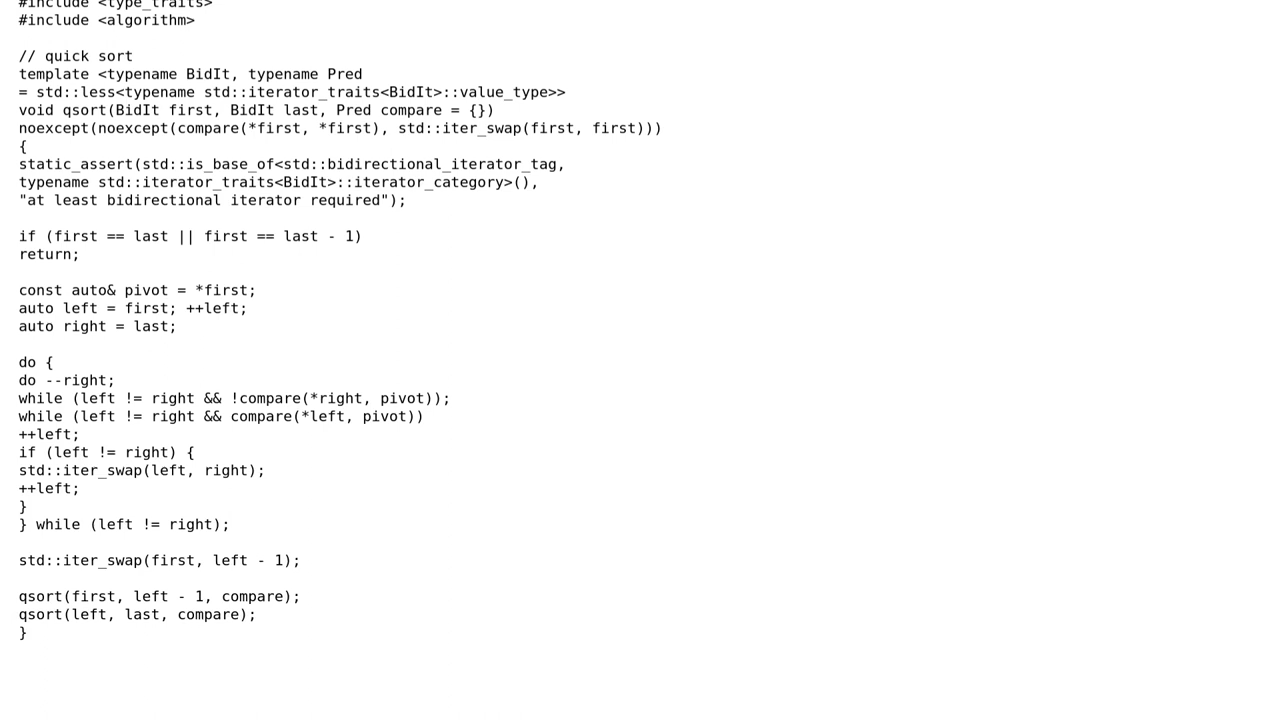 #include <type_traits>
#include <algorithm>
// quick sort
template <typename BidIt, typename Pred
= std::less<typename std::iterator_traits<BidIt>::value_type>>
void qsort(BidIt first, BidIt last, Pred compare = {})
noexcept(noexcept(compare(*first, *first), std::iter_swap(first, first)))
{
static_assert(std::is_base_of<std::bidirectional_iterator_tag,
typename std::iterator_traits<BidIt>::iterator_category>(),
"at least bidirectional iterator required");
if (first == last || first == last - 1)
return;
const auto& pivot = *first;
auto left = first; ++left;
auto right = last;
do {
do --right;
while (left != right && !compare(*right, pivot));
while (left != right && compare(*left, pivot))
++left;
if (left != right) {
std::iter_swap(left, right);
++left;
}
} while (left != right);
std::iter_swap(first, left - 1);
qsort(first, left - 1, compare);
qsort(left, last, compare);
}